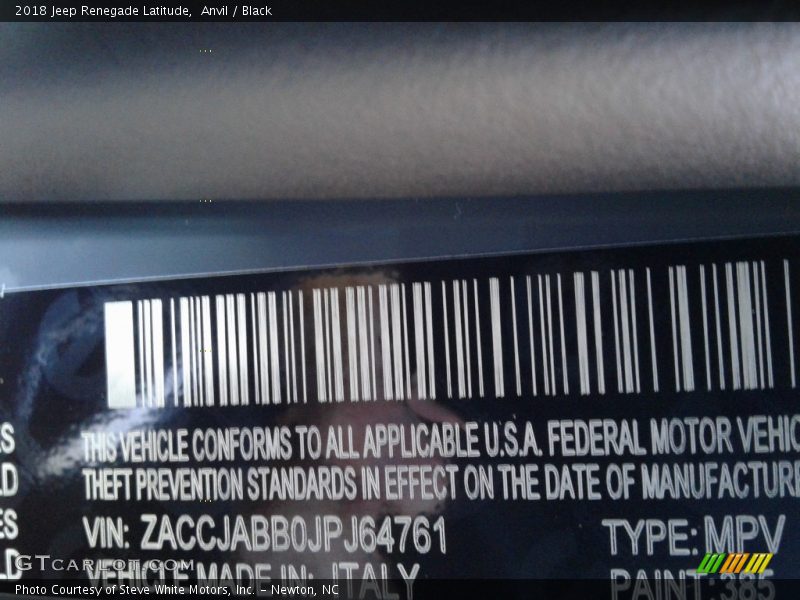 2018 Jeep Renegade Latitude,  Anvil / Black
THIS VEHICLE CONFORMS TO ALL APPLICABLE U.S.A. FEDERAL MOTOR VEHIC
THEFT PREVENTION STANDARDS IN EFFECT ON THE DATE OF MANUFACTURE
VIN: ZACCJABB0JPJ64761 TYPE: MPV
VEHICLE MADE IN: ITALY PAINT: 385
GTcarlot.com
Photo Courtesy of Steve White Motors, Inc. – Newton, NC